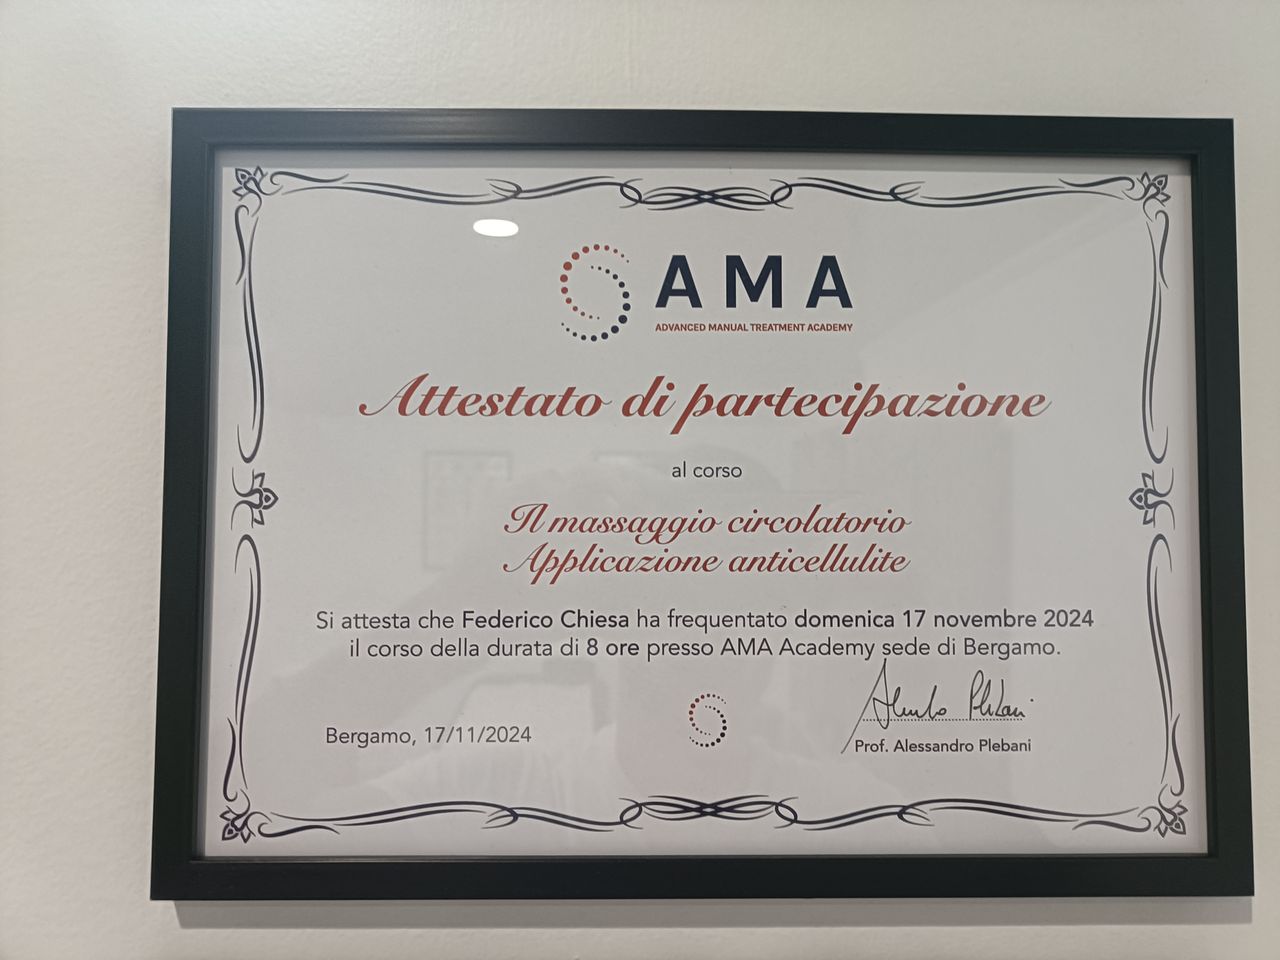 AMA
ADVANCED MANUAL TREATMENT ACADEMY
Attestato di partecipazione
al corso
Il massaggio circolatorio
Applicazione anticellulite
Si attesta che Federico Chiesa ha frequentato domenica 17 novembre 2024
il corso della durata di 8 ore presso AMA Academy sede di Bergamo.
Bergamo, 17/11/2024
Prof. Alessandro Plebani